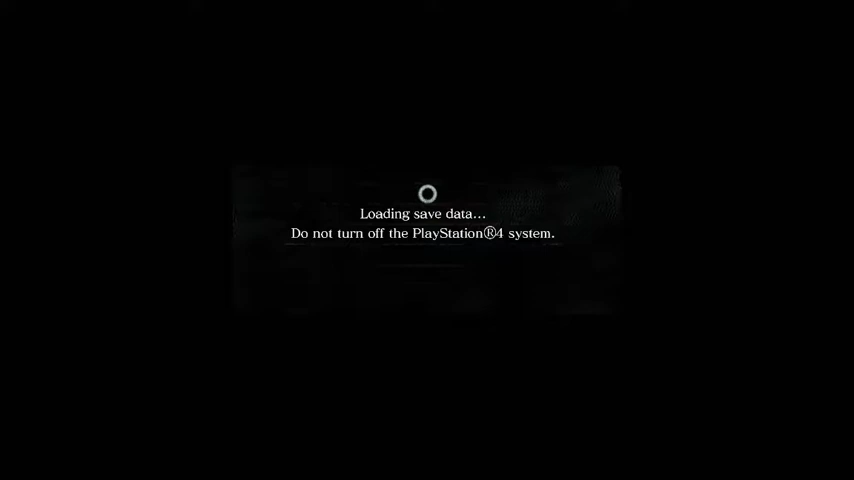 Loading save data...
Do not turn off the PlayStation®4 system.